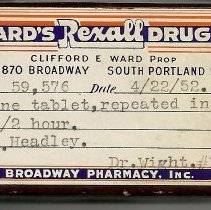 ARD'S Rexall DRUG
CLIFFORD E WARD PROP
870 BROADWAY SOUTH PORTLAND
59,576 Date 4/22/52.
ne tablet, repeated in
/2 hour.
. Headley.
Dr. Wight. #
BROADWAY PHARMACY, INC.